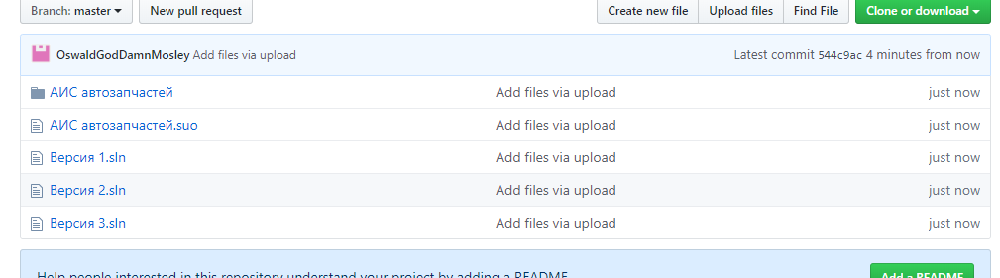 Branch: master New pull request Create new file Upload files Find File Clone or download
OswaldGodDamnMosley Add files via upload Latest commit 544c9ac 4 minutes from now
АИС автозапчастей Add files via upload just now
АИС автозапчастей.suo Add files via upload just now
Версия 1.sln Add files via upload just now
Версия 2.sln Add files via upload just now
Версия 3.sln Add files via upload just now
Help people interested in this repository understand your project by adding a README. Add a README